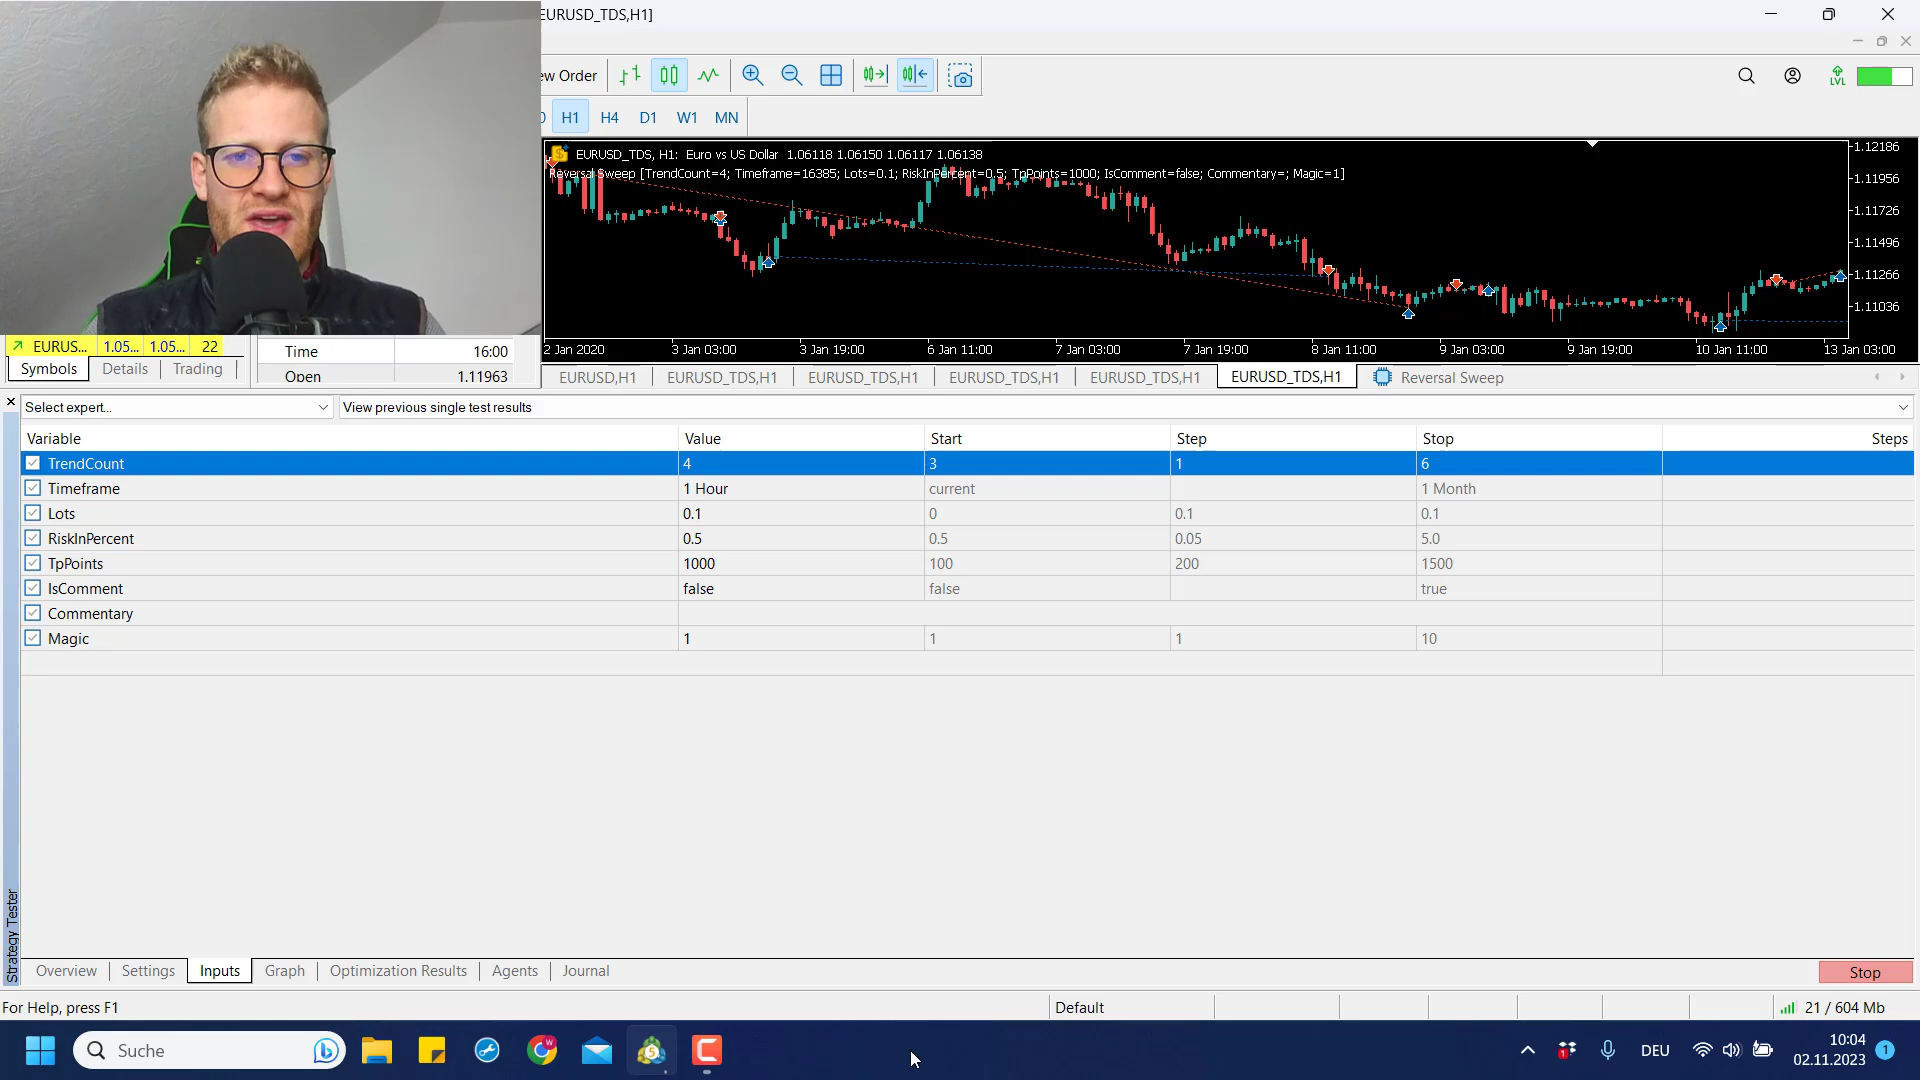 EURUSD_TDS,H1]
ew Order
LVL
H1 H4 D1 W1 MN
EURUSD_TDS, H1: Euro vs US Dollar 1.06118 1.06150 1.06117 1.06138
Reversal Sweep [TrendCount=4; Timeframe=16385; Lots=0.1; RiskInPercent=0.5; TpPoints=1000; IsComment=false; Commentary=; Magic=1]
1.12186
1.11956
1.11726
1.11496
1.11266
1.11036
2 Jan 2020 3 Jan 03:00 3 Jan 19:00 6 Jan 11:00 7 Jan 03:00 7 Jan 19:00 8 Jan 11:00 9 Jan 03:00 9 Jan 19:00 10 Jan 11:00 13 Jan 03:00
EURUS... 1.05... 1.05... 22
Symbols Details Trading
Time 16:00
Open 1.11963
EURUSD,H1 EURUSD_TDS,H1 EURUSD_TDS,H1 EURUSD_TDS,H1 EURUSD_TDS,H1 EURUSD_TDS,H1 Reversal Sweep
Select expert... View previous single test results
Variable Value Start Step Stop Steps
TrendCount 4 3 1 6
Timeframe 1 Hour current 1 Month
Lots 0.1 0 0.1 0.1
RiskInPercent 0.5 0.5 0.05 5.0
TpPoints 1000 100 200 1500
IsComment false false true
Commentary
Magic 1 1 1 10
Strategy Tester
Overview Settings Inputs Graph Optimization Results Agents Journal Stop
For Help, press F1 Default 21 / 604 Mb
Suche DEU 10:04
02.11.2023 1